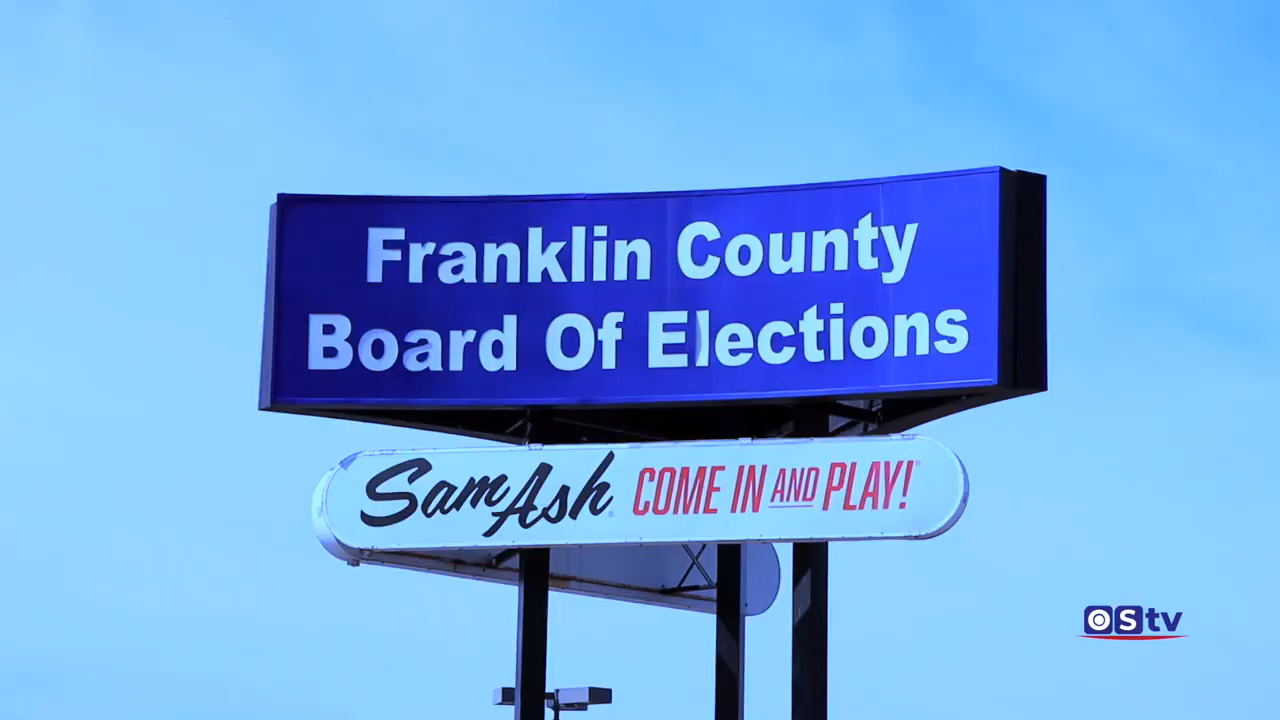 Franklin County
Board Of Elections
Sam Ash® COME IN AND PLAY!®
OStv